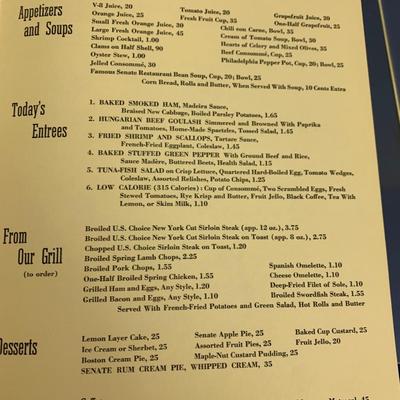 Appetizers and Soups
V-8 Juice, 20
Orange Juice, 25
Small Fresh Orange Juice, 30
Large Fresh Orange Juice, 45
Shrimp Cocktail, 1.00
Clams on Half Shell, 90
Oyster Stew, 1.00
Jelled Consommé, 30
Tomato Juice, 20
Fresh Fruit Cup, 35
Grapefruit Juice, 20
One-Half Grapefruit, 25
Chili con Carne, Bowl, 50
Cream of Tomato Soup, Bowl, 30
Hearts of Celery and Mixed Olives, 35
Beef Consommé, Cup, 25
Philadelphia Pepper Pot, Cup, 20; Bowl, 25
Famous Senate Restaurant Bean Soup, Cup, 20; Bowl, 25
Corn Bread, Rolls and Butter, When Served With Soup, 10 Cents Extra
Today's Entrees
1. BAKED SMOKED HAM, Madeira Sauce,
Braised New Cabbage, Boiled Parsley Potatoes, 1.65
2. HUNGARIAN BEEF GOULASH Simmered and Browned With Paprika
and Tomatoes, Home-Made Spaetzles, Tossed Salad, 1.45
3. FRIED SHRIMP AND SCALLOPS, Tartare Sauce,
French-Fried Eggplant, Coleslaw, 1.45
4. BAKED STUFFED GREEN PEPPER With Ground Beef and Rice,
Sauce Madère, Buttered Beets, Health Salad, 1.15
5. TUNA-FISH SALAD on Crisp Lettuce, Quartered Hard-Boiled Egg, Tomato Wedges,
Coleslaw, Assorted Relishes, Potato Chips, 1.25
6. LOW CALORIE (315 Calories): Cup of Consommé, Two Scrambled Eggs, Fresh
Stewed Tomatoes, Rye Krisp and Butter, Fruit Jello, Black Coffee, Tea With
Lemon, or Skim Milk, 1.10
From Our Grill
(to order)
Broiled U.S. Choice New York Cut Sirloin Steak (app. 12 oz.), 3.75
Broiled U.S. Choice New York Cut Sirloin Steak on Toast (app. 8 oz.), 2.95
Chopped U.S. Choice Sirloin Steak on Toast, 1.20
Broiled Spring Lamb Chops, 2.25
Broiled Pork Chops, 1.55
One-Half Broiled Spring Chicken, 1.55
Grilled Ham and Eggs, Any Style, 1.20
Grilled Bacon and Eggs, Any Style, 1.10
Spanish Omelette, 1.10
Cheese Omelette, 1.10
Deep-Fried Filet of Sole, 1.10
Broiled Swordfish Steak, 1.55
Served With French-Fried Potatoes and Green Salad, Hot Rolls and Butter
Desserts
Lemon Layer Cake, 25
Ice Cream or Sherbet, 25
Boston Cream Pie, 25
Senate Apple Pie, 25
Assorted Fruit Pies, 25
Maple-Nut Custard Pudding, 25
Baked Cup Custard, 25
Fruit Jello, 20
SENATE RUM CREAM PIE, WHIPPED CREAM, 35